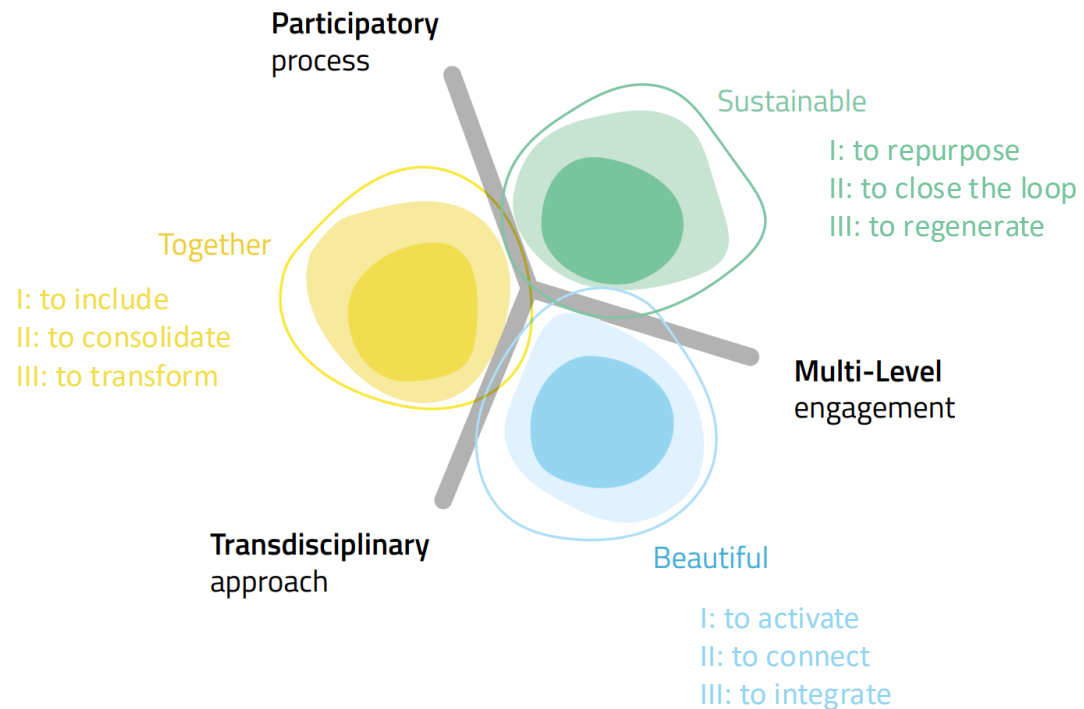 Participatory
process
Sustainable
I: to repurpose
II: to close the loop
III: to regenerate
Together
I: to include
II: to consolidate
III: to transform
Multi-Level
engagement
Transdisciplinary
approach
Beautiful
I: to activate
II: to connect
III: to integrate